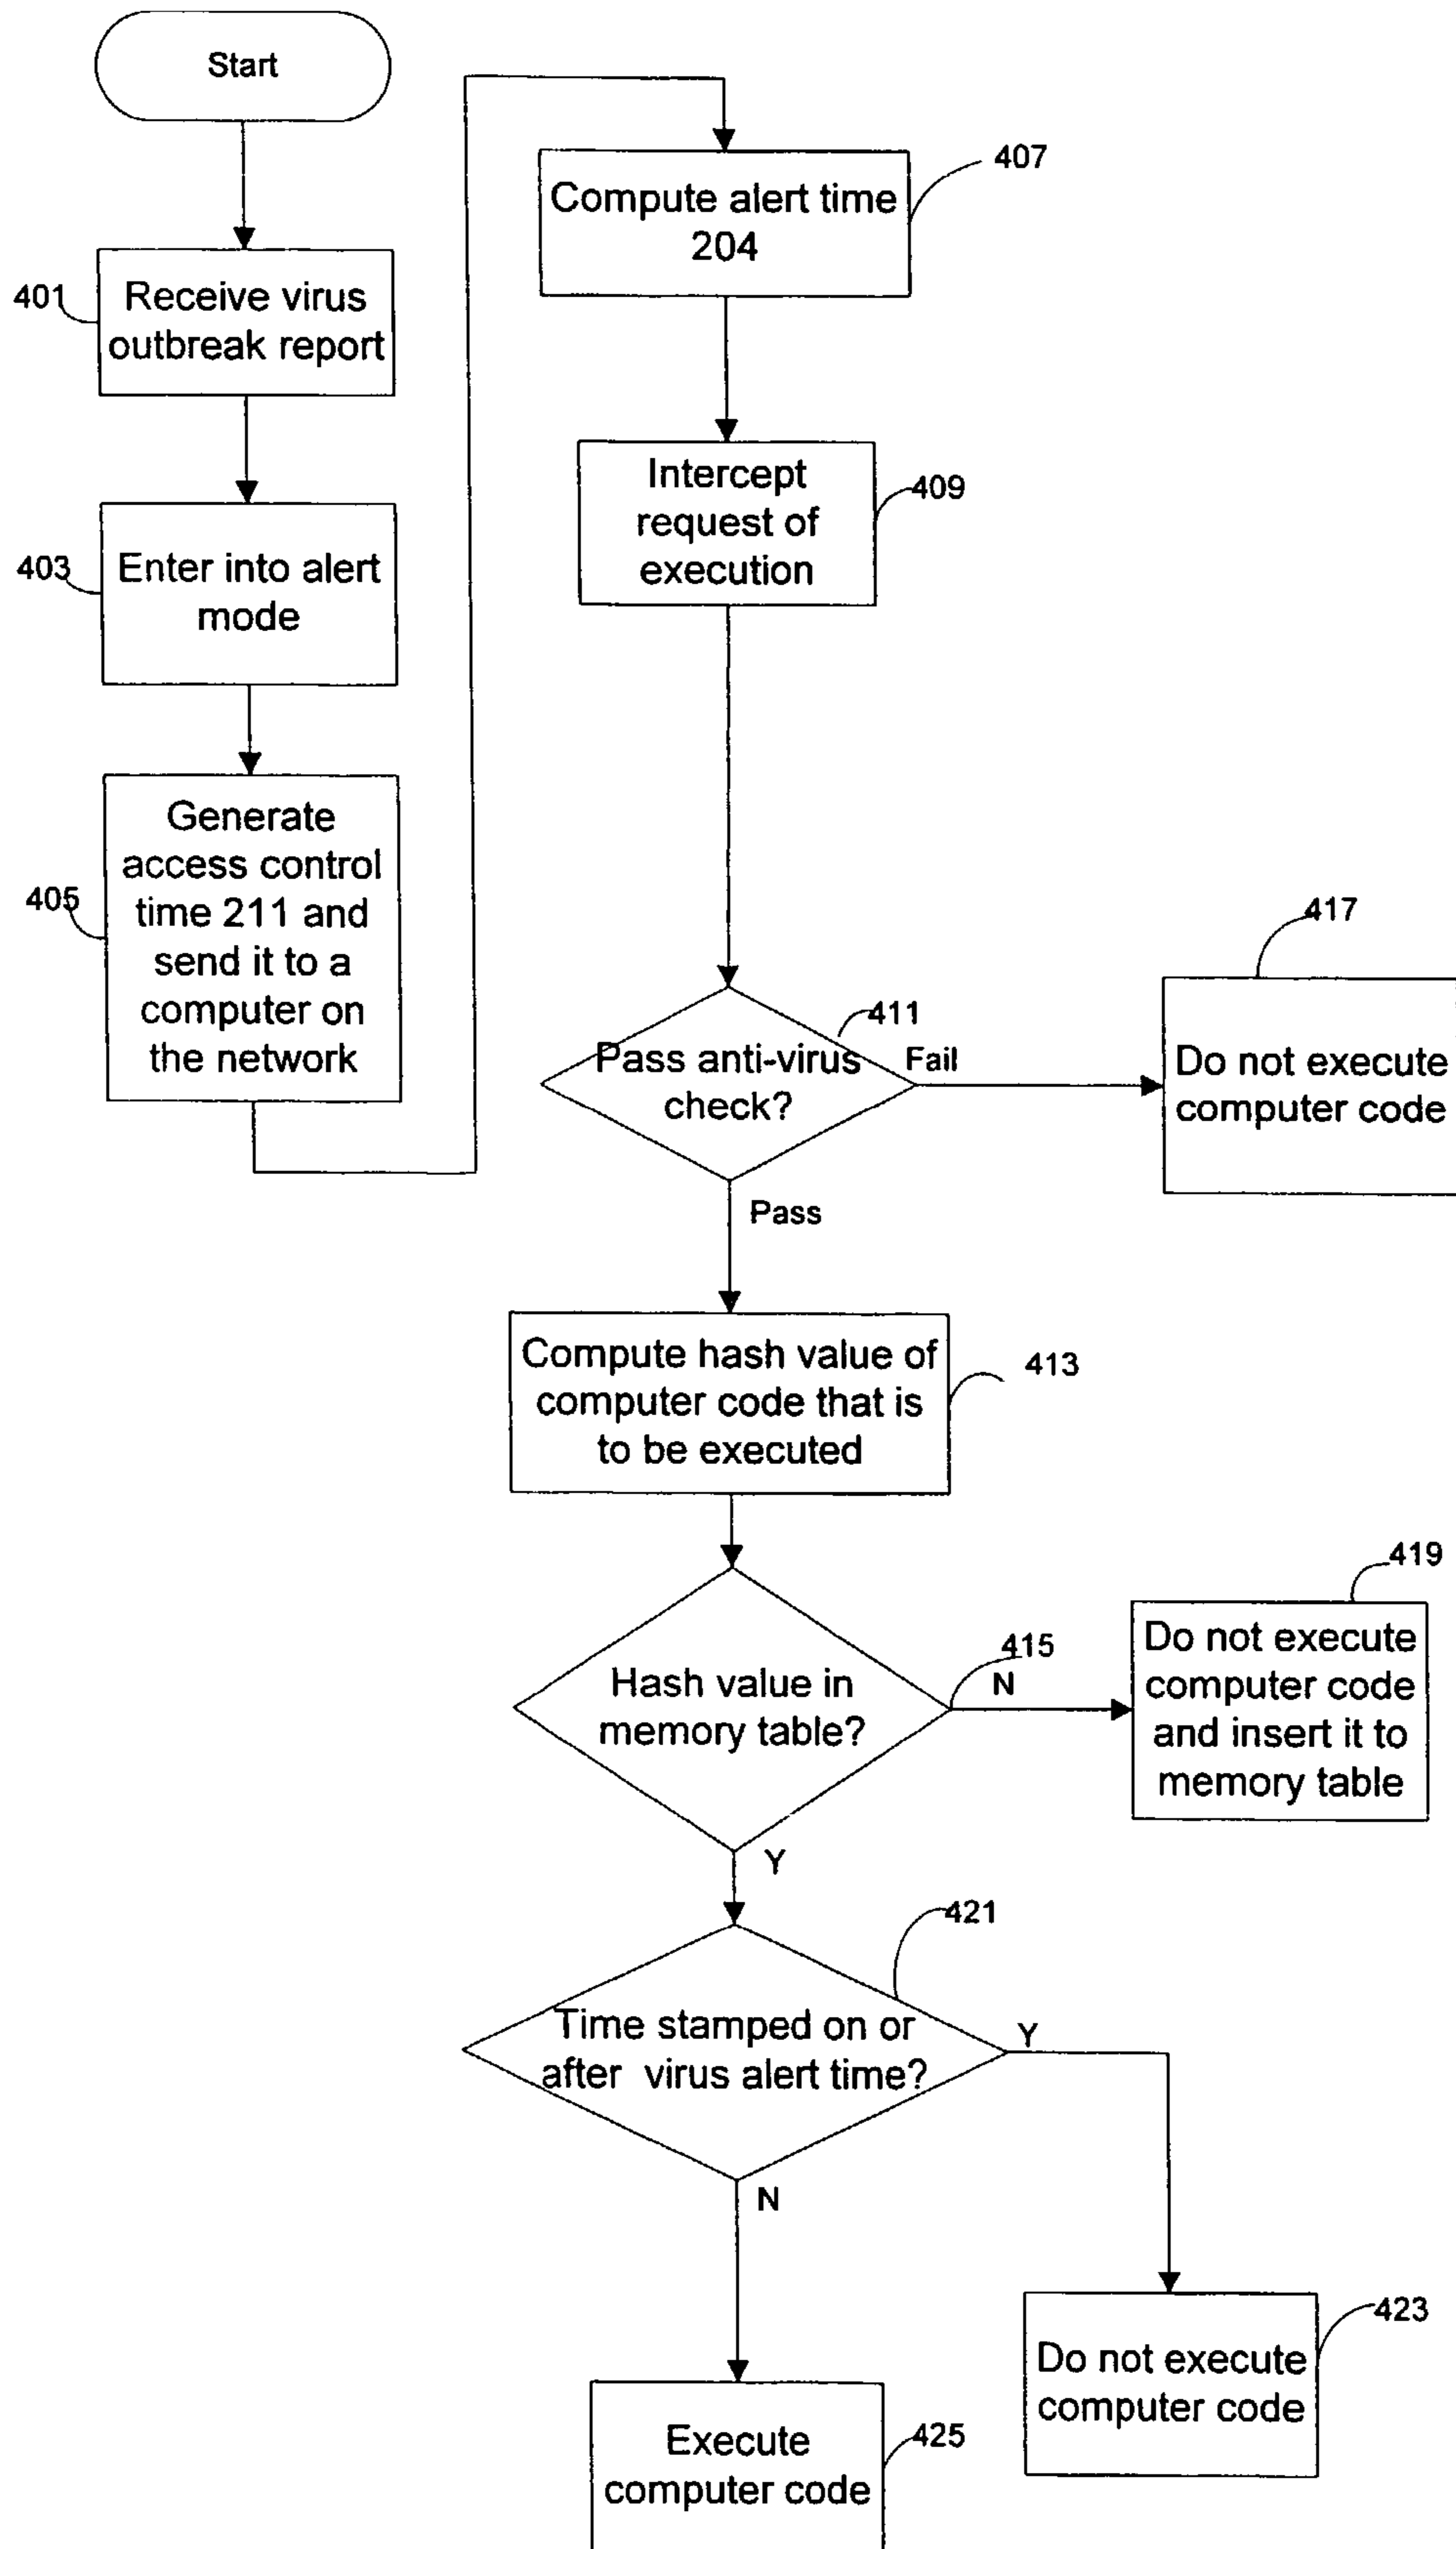 Start
401
Receive virus
outbreak report
403
Enter into alert
mode
405
Generate
access control
time 211 and
send it to a
computer on
the network
407
Compute alert time
204
409
Intercept
request of
execution
411
Pass anti-virus
check?
Fail
417
Do not execute
computer code
Pass
413
Compute hash value of
computer code that is
to be executed
415
Hash value in
memory table?
N
419
Do not execute
computer code
and insert it to
memory table
Y
421
Time stamped on or
after virus alert time?
Y
N
423
Do not execute
computer code
425
Execute
computer code